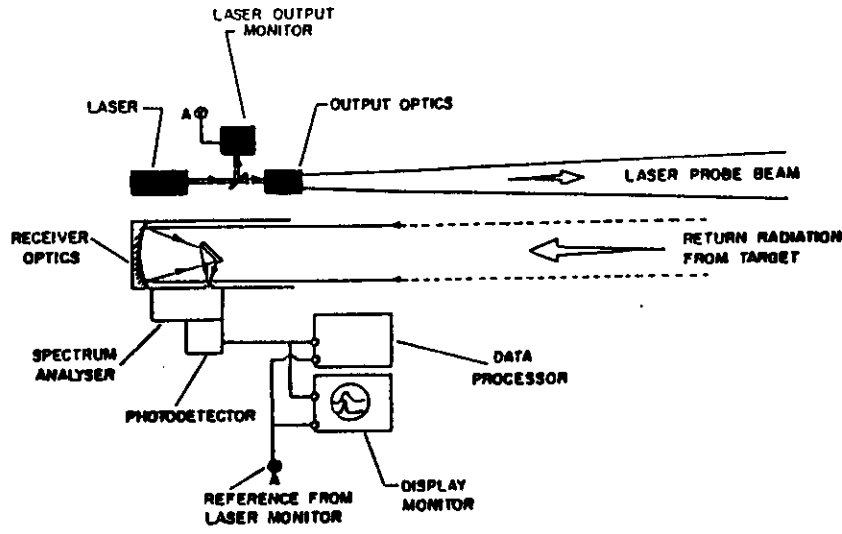 LASER OUTPUT
MONITOR
LASER
A
OUTPUT OPTICS
LASER PROBE BEAM
RECEIVER
OPTICS
RETURN RADIATION
FROM TARGET
SPECTRUM
ANALYSER
DATA
PROCESSOR
PHOTODETECTOR
A
REFERENCE FROM
LASER MONITOR
DISPLAY
MONITOR